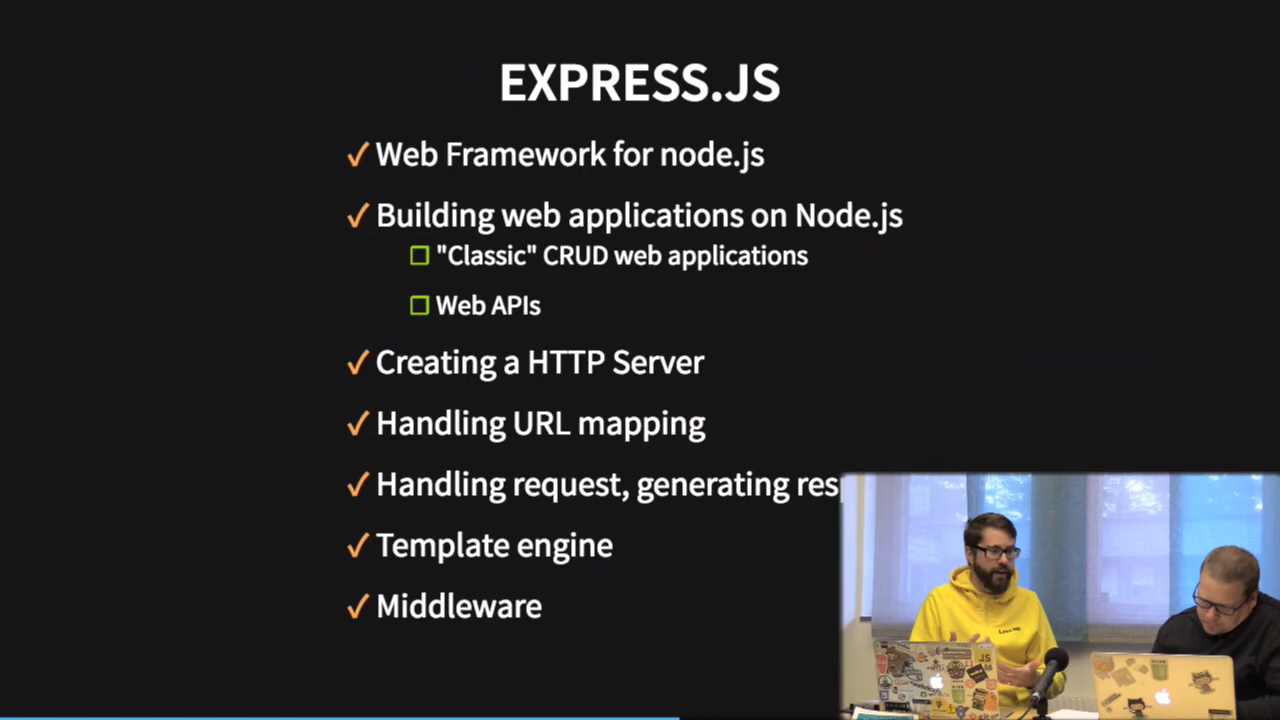 EXPRESS.JS
✓ Web Framework for node.js
✓ Building web applications on Node.js
☐ "Classic" CRUD web applications
☐ Web APIs
✓ Creating a HTTP Server
✓ Handling URL mapping
✓ Handling request, generating res
✓ Template engine
✓ Middleware
JS